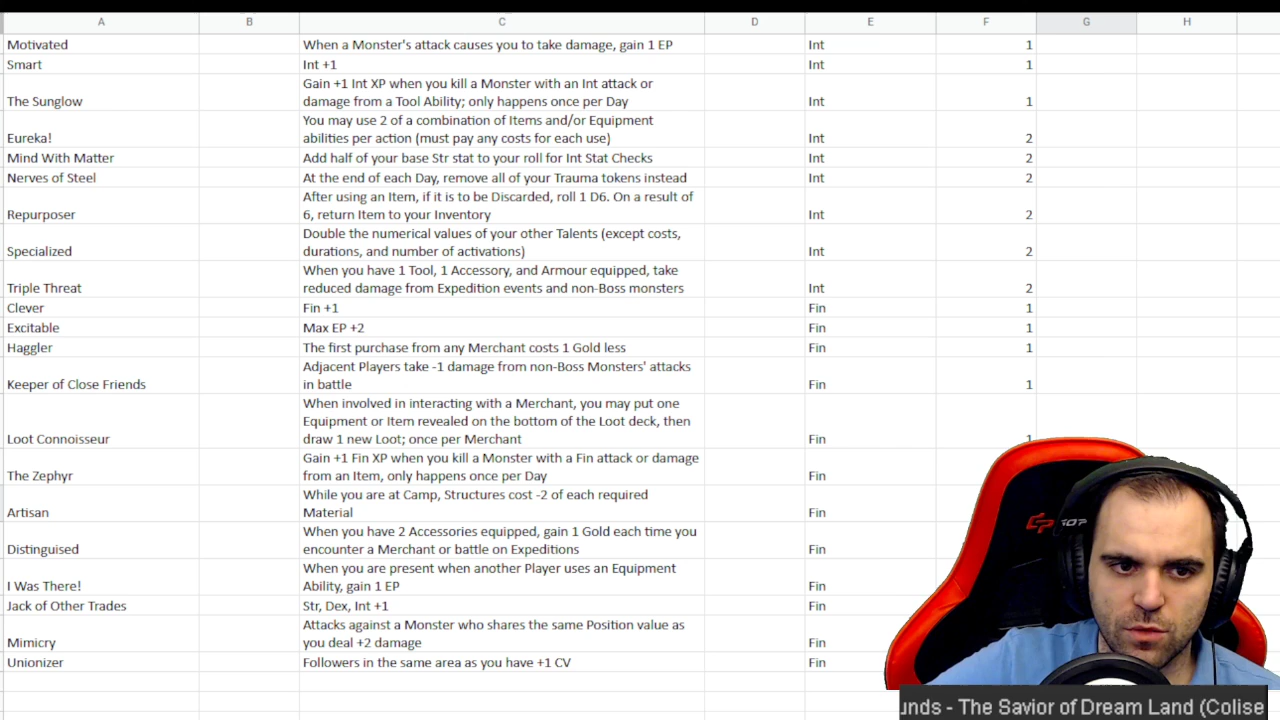 A B C D E F G H
Motivated When a Monster's attack causes you to take damage, gain 1 EP Int 1
Smart Int +1 Int 1
Gain +1 Int XP when you kill a Monster with an Int attack or
The Sunglow damage from a Tool Ability; only happens once per Day Int 1
You may use 2 of a combination of Items and/or Equipment
Eureka! abilities per action (must pay any costs for each use) Int 2
Mind With Matter Add half of your base Str stat to your roll for Int Stat Checks Int 2
Nerves of Steel At the end of each Day, remove all of your Trauma tokens instead Int 2
After using an Item, if it is to be Discarded, roll 1 D6. On a result of
Repurposer 6, return Item to your Inventory Int 2
Double the numerical values of your other Talents (except costs,
Specialized durations, and number of activations) Int 2
When you have 1 Tool, 1 Accessory, and Armour equipped, take
Triple Threat reduced damage from Expedition events and non-Boss monsters Int 2
Clever Fin +1 Fin 1
Excitable Max EP +2 Fin 1
Haggler The first purchase from any Merchant costs 1 Gold less Fin 1
Adjacent Players take -1 damage from non-Boss Monsters' attacks
Keeper of Close Friends in battle Fin 1
When involved in interacting with a Merchant, you may put one
Equipment or Item revealed on the bottom of the Loot deck, then
Loot Connoisseur draw 1 new Loot; once per Merchant Fin 1
Gain +1 Fin XP when you kill a Monster with a Fin attack or damage
The Zephyr from an Item, only happens once per Day Fin
While you are at Camp, Structures cost -2 of each required
Artisan Material Fin
When you have 2 Accessories equipped, gain 1 Gold each time you
Distinguised encounter a Merchant or battle on Expeditions Fin
When you are present when another Player uses an Equipment
I Was There! Ability, gain 1 EP Fin
Jack of Other Trades Str, Dex, Int +1 Fin
Attacks against a Monster who shares the same Position value as
Mimicry you deal +2 damage Fin
Unionizer Followers in the same area as you have +1 CV Fin
unds - The Savior of Dream Land (Colise